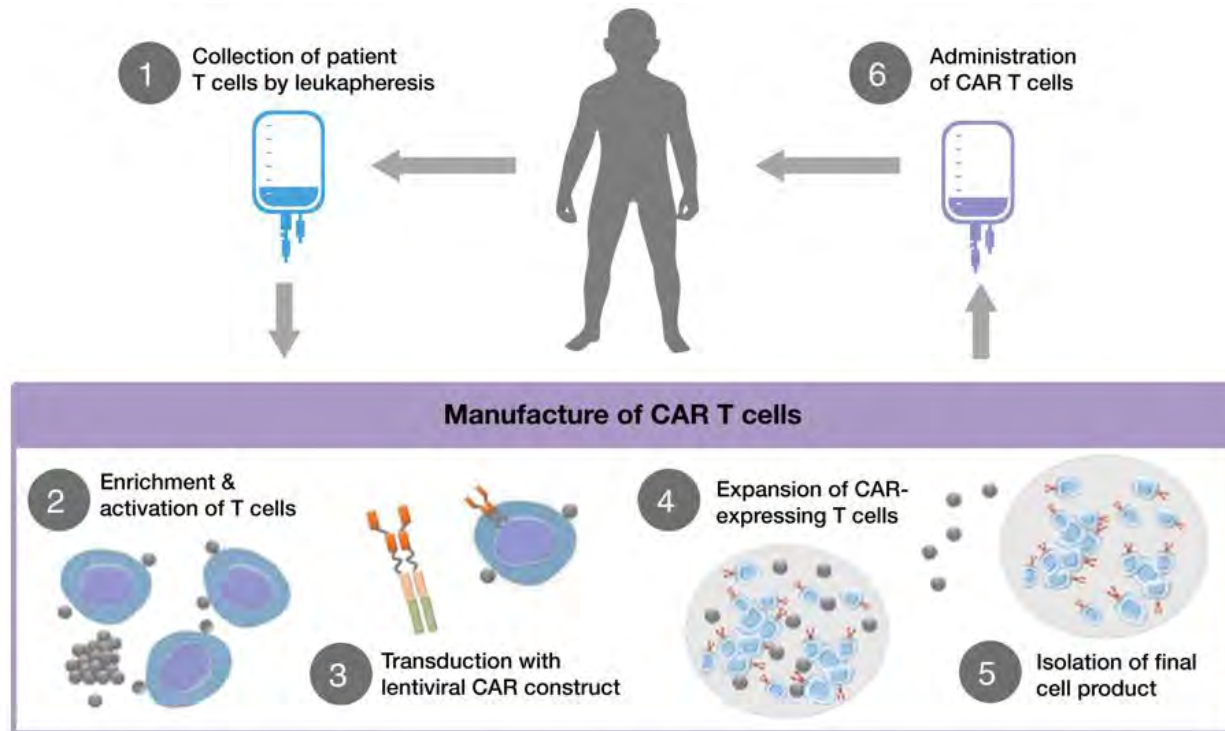 1
Collection of patient
T cells by leukapheresis
6
Administration
of CAR T cells
Manufacture of CAR T cells
2
Enrichment &
activation of T cells
3
Transduction with
lentiviral CAR construct
4
Expansion of CAR-
expressing T cells
5
Isolation of final
cell product